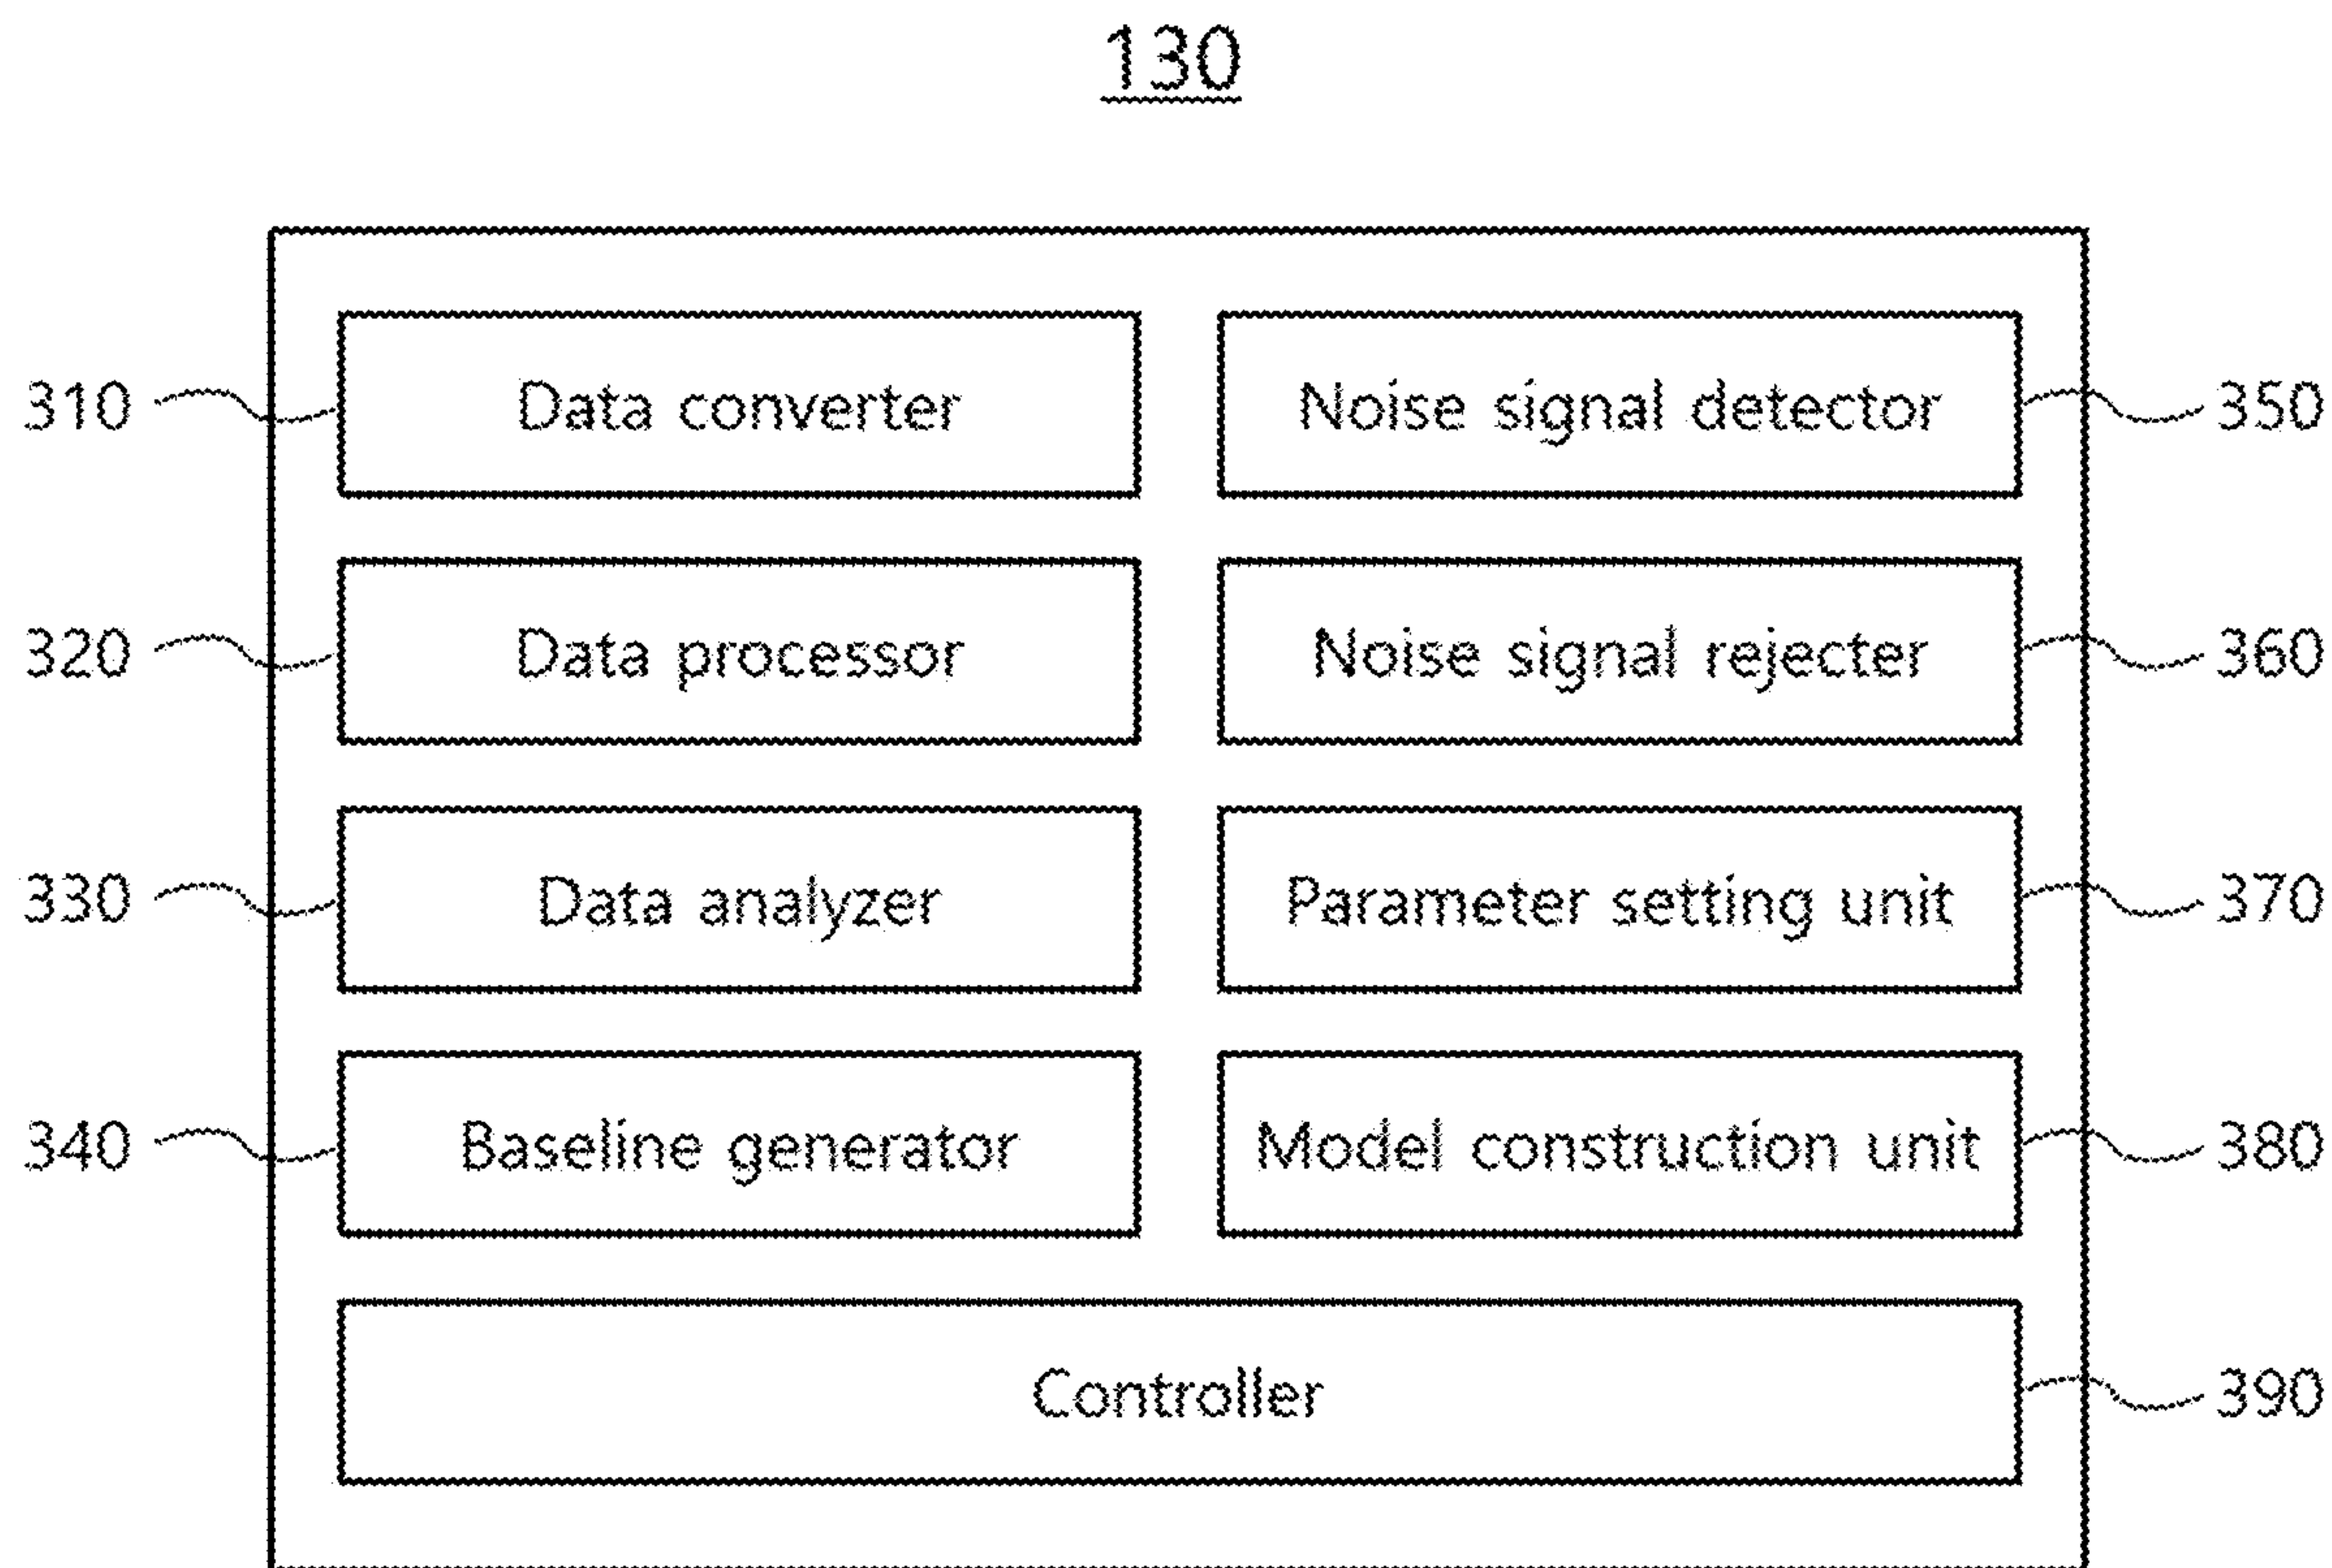 130
310 Data converter Noise signal detector 350
320 Data processor Noise signal rejecter 360
330 Data analyzer Parameter setting unit 370
340 Baseline generator Model construction unit 380
Controller 390